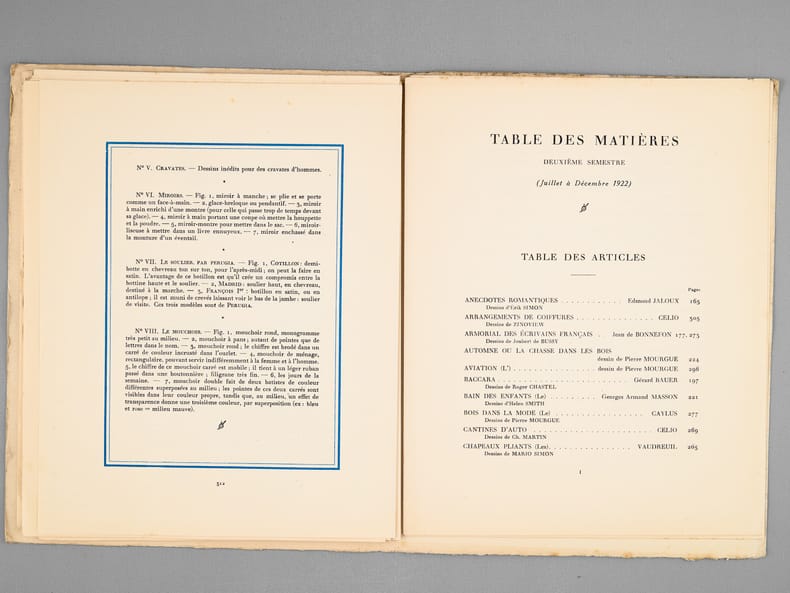 N° V. CRAVATES. — Dessins inédits pour des cravates d'hommes.
N° VI. MIROIRS. — Fig. 1, miroir à manche; se plie et se porte
comme un face-à-main. — 2, glace-breloque ou pendantif. — 3, miroir
à main enrichi d'une montre (pour celle qui passe trop de temps devant
sa glace). — 4, miroir à main portant une coupe où mettre la houppette
et la poudre. — 5, miroir-montre pour mettre dans le sac. — 6, miroir-
liseuse à mettre dans un livre ennuyeux. — 7, miroir enchassé dans
la monture d'un éventail.
N° VII. LE SOULIER, PAR PERUGIA. — Fig. 1, COTILLON: demi-
botte en chevreau ton sur ton, pour l'après-midi; on peut la faire en
satin. L'avantage de ce botillon est qu'il crée un compromis entre la
bottine haute et le soulier. — 2, MADRID: soulier haut, en chevreau,
destiné à la marche. — 3, FRANÇOIS Ier: botillon en satin, ou en
antilope; il est muni de crevés laissant voir le bas de la jambe: soulier
de visite. Ces trois modèles sont de PERUGIA.
N° VIII. LE MOUCHOIR. — Fig. 1, mouchoir rond, monogramme
très petit au milieu. — 2, mouchoir à pans; autant de pointes que de
lettres dans le nom. — 3, mouchoir rond; le chiffre est brodé dans un
carré de couleur incrusté dans l'ourlet. — 4, mouchoir de ménage,
rectangulaire, pouvant servir indifféremment à la femme et à l'homme.
5, le chiffre de ce mouchoir carré est mobile; il tient à un léger ruban
passé dans une boutonnière; filigrane très fin. — 6, les jours de la
semaine. — 7, mouchoir double fait de deux batistes de couleur
différentes superposées au milieu; les pointes de ces deux carrés sont
visibles dans leur couleur propre, tandis que, au milieu, un effet de
transparence donne une troisième couleur, par superposition (ex: bleu
et rose = milieu mauve).
312
TABLE DES MATIÈRES
DEUXIÈME SEMESTRE
(Juillet à Décembre 1922)
TABLE DES ARTICLES
Pages
ANECDOTES ROMANTIQUES . . . . . . . . . . . . Edmond JALOUX 165
Dessins d'Erik SIMON
ARRANGEMENTS DE COIFFURES . . . . . . . . . . . . CELIO 305
Dessins de ZINOVIEW
ARMORIAL DES ÉCRIVAINS FRANÇAIS . Jean de BONNEFON 177, 273
Dessins de Joubert de BUSSY
AUTOMNE OU LA CHASSE DANS LES BOIS
dessin de Pierre MOURGUE 224
AVIATION (L') . . . . . . . . . . . . dessin de Pierre MOURGUE 298
BACCARA . . . . . . . . . . . . Gérard BAUER 197
Dessins de Roger CHASTEL
BAIN DES ENFANTS (Le) . . . . . . . . Georges Armand MASSON 221
Dessins d'Helen SMITH
BOIS DANS LA MODE (Le) . . . . . . . . . . . . CAYLUS 277
Dessins de Pierre MOURGUE
CANTINES D'AUTO . . . . . . . . . . . . CELIO 269
Dessins de Ch. MARTIN
CHAPEAUX PLIANTS (Les). . . . . . . . . . . . VAUDREUIL 265
Dessins de MARIO SIMON
I